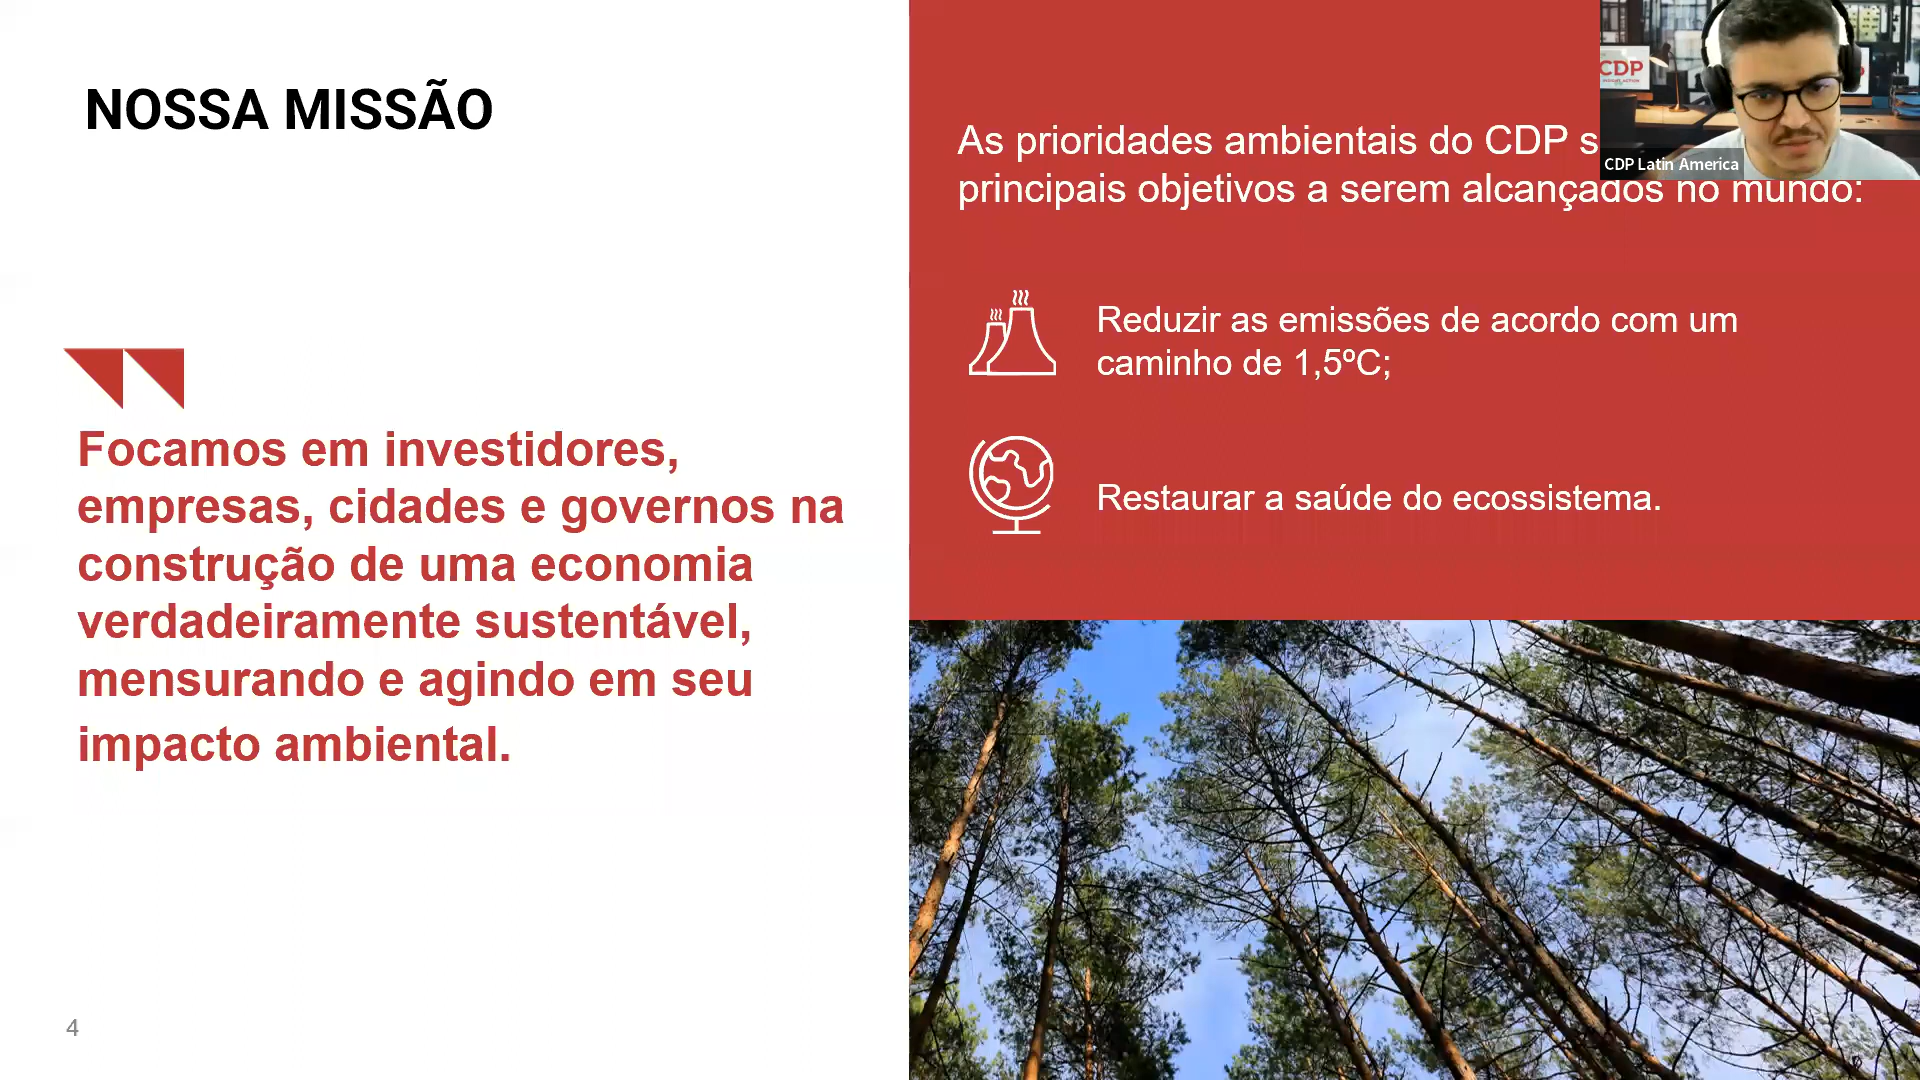 NOSSA MISSÃO
Focamos em investidores,
empresas, cidades e governos na
construção de uma economia
verdadeiramente sustentável,
mensurando e agindo em seu
impacto ambiental.
4
As prioridades ambientais do CDP
principais objetivos a serem alcançados no mundo:
Reduzir as emissões de acordo com um
caminho de 1,5ºC;
Restaurar a saúde do ecossistema.
CDP
CDP Latin America